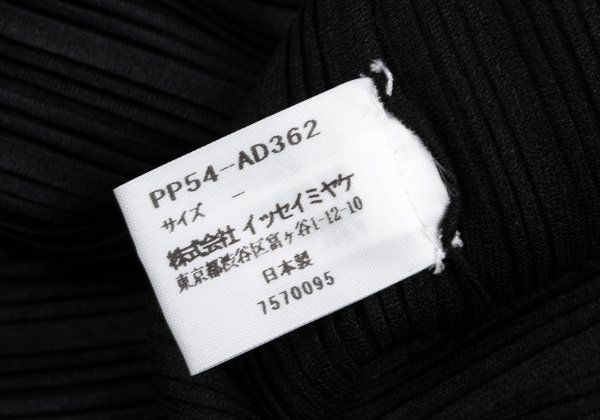 PP54-AD362
サイズ -
株式会社 イッセイミヤケ
東京都渋谷区富ヶ谷1-12-10
日本製
7570095